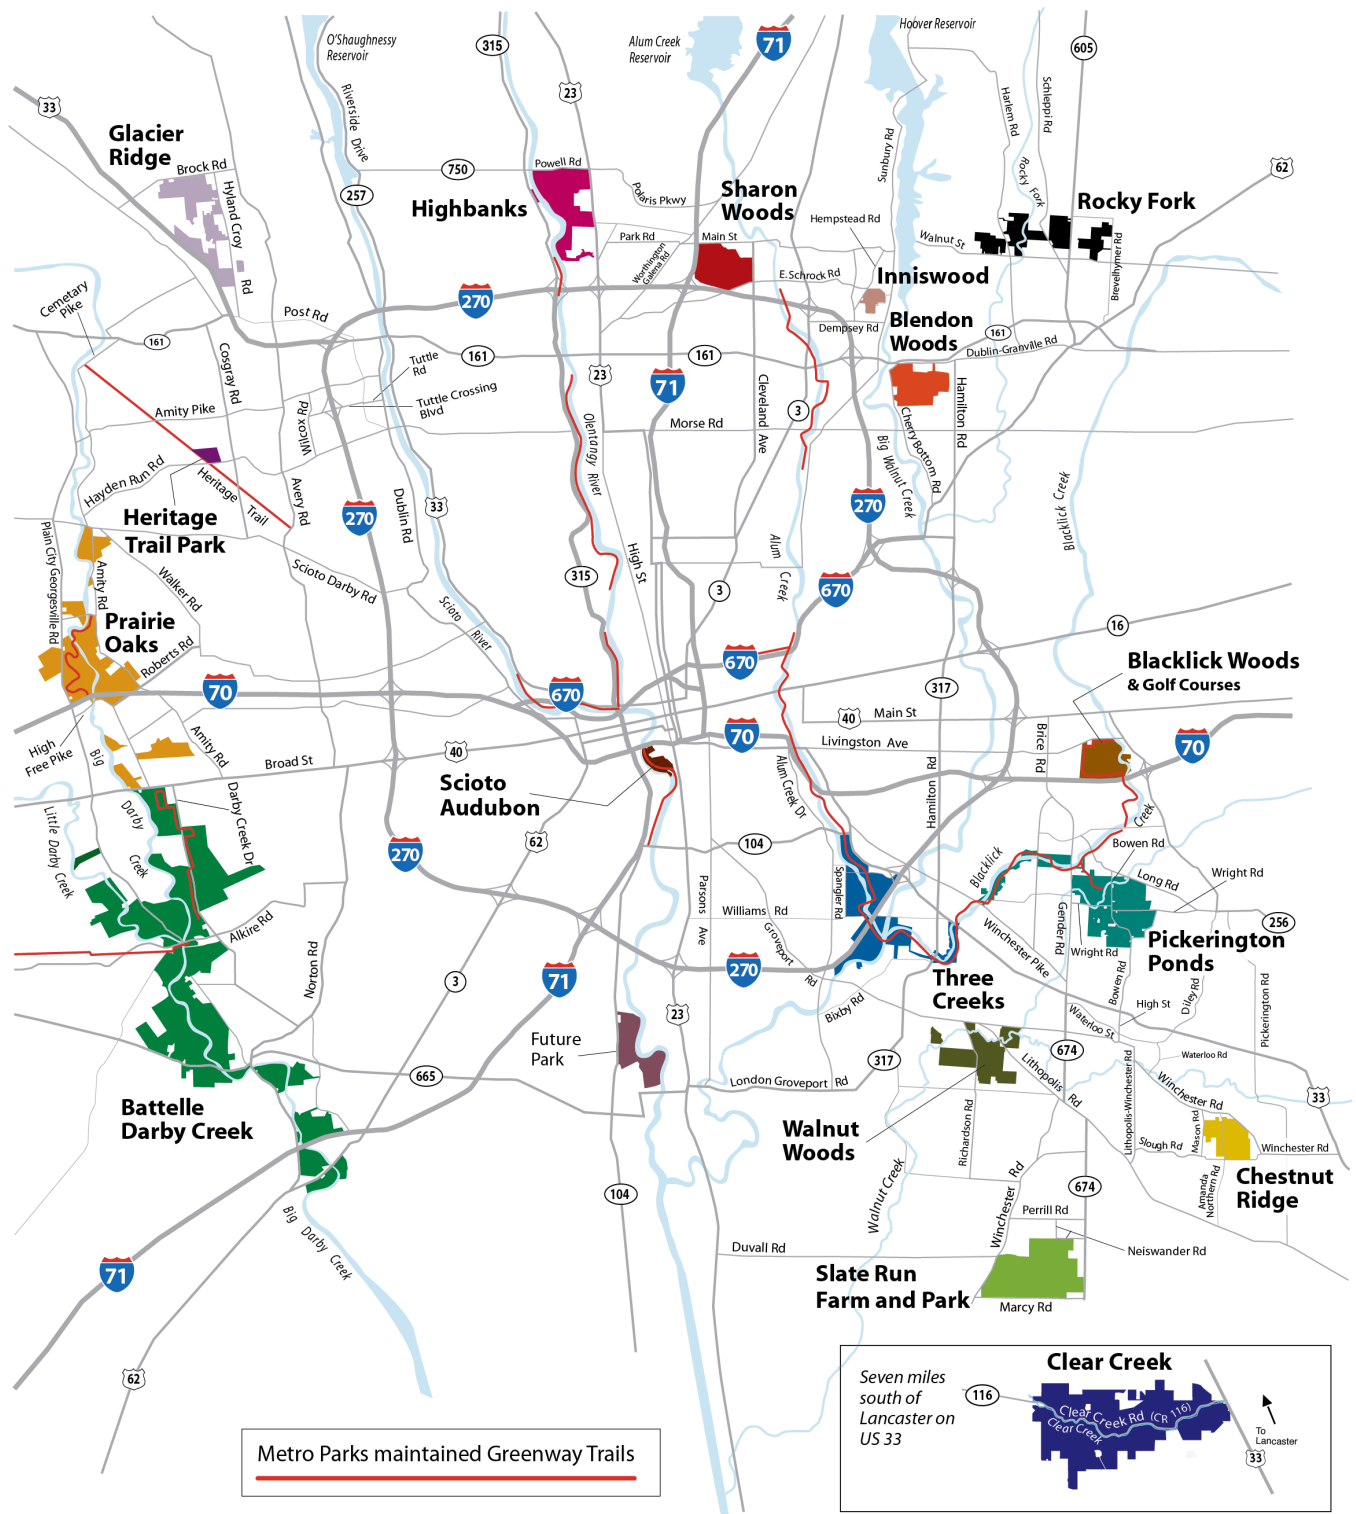 O'Shaughnessy
Reservoir
315
Alum Creek
Reservoir
71
Hoover Reservoir
605
33
23
Riverside Drive
Harlem Rd
Schleppi Rd
Glacier
Ridge
Brock Rd
750
Powell Rd
Sunbury Rd
62
257
Hyland Croy
Rd
Highbanks
Polaris Pkwy
Sharon
Woods
Rocky Fork
Rocky Fork
Hempstead Rd
Park Rd
Main St
Walnut St
Worthington
Galena Rd
E. Schrock Rd
Inniswood
Brevelhymer Rd
Cemetary
Pike
270
Post Rd
Blendon
Woods
Dempsey Rd
161
161
161
161
Dublin-Granville Rd
Tuttle
Rd
Cosgray Rd
23
71
Tuttle Crossing
Blvd
Cleveland Ave
Hamilton Rd
Amity Pike
Wilcox Rd
3
Morse Rd
Olentangy River
Cherry Bottom Rd
Big Walnut Creek
Hayden Run Rd
Heritage
Trail
Avery Rd
Dublin Rd
33
270
270
Blacklick Creek
Heritage
Trail Park
Plain City Georgesville Rd
Amity Rd
Walker Rd
Scioto Darby Rd
High St
315
Alum
Creek
3
670
Scioto
River
16
Prairie
Oaks
Roberts Rd
670
Blacklick Woods
& Golf Courses
70
670
317
40
Main St
High
Free Pike
Big
Amity Rd
40
70
Livingston Ave
Brice Rd
70
Broad St
Scioto
Audubon
Alum Creek Dr
Hamilton Rd
Little Darby Creek
Darby
Creek
Darby Creek Dr
62
104
Creek
Bowen Rd
270
Blacklick
Long Rd
Wright Rd
Parsons
Ave
Spangler Rd
Williams Rd
Groveport
Rd
Gender Rd
256
Alkire Rd
Winchester Pike
Wright Rd
Pickerington
Ponds
Norton Rd
3
71
270
Three
Creeks
Bowen Rd
Diley Rd
Pickerington Rd
23
Bixby Rd
High St
Waterloo St
Future
Park
317
674
Waterloo Rd
Lithopolis
Rd
Lithopolis-Winchester Rd
665
London Groveport Rd
Winchester Rd
33
Battelle
Darby Creek
Walnut
Woods
Richardson Rd
Slough Rd
Mason Rd
Winchester Rd
Walnut Creek
Chestnut
Ridge
104
Winchester Rd
674
Amanda
Northern Rd
Big Darby Creek
Perrill Rd
Duvall Rd
Neiswander Rd
71
Slate Run
Farm and Park
Marcy Rd
62
Clear Creek
Seven miles
south of
Lancaster on
US 33
116
Clear Creek Rd (CR 116)
Clear Creek
To
Lancaster
33
Metro Parks maintained Greenway Trails